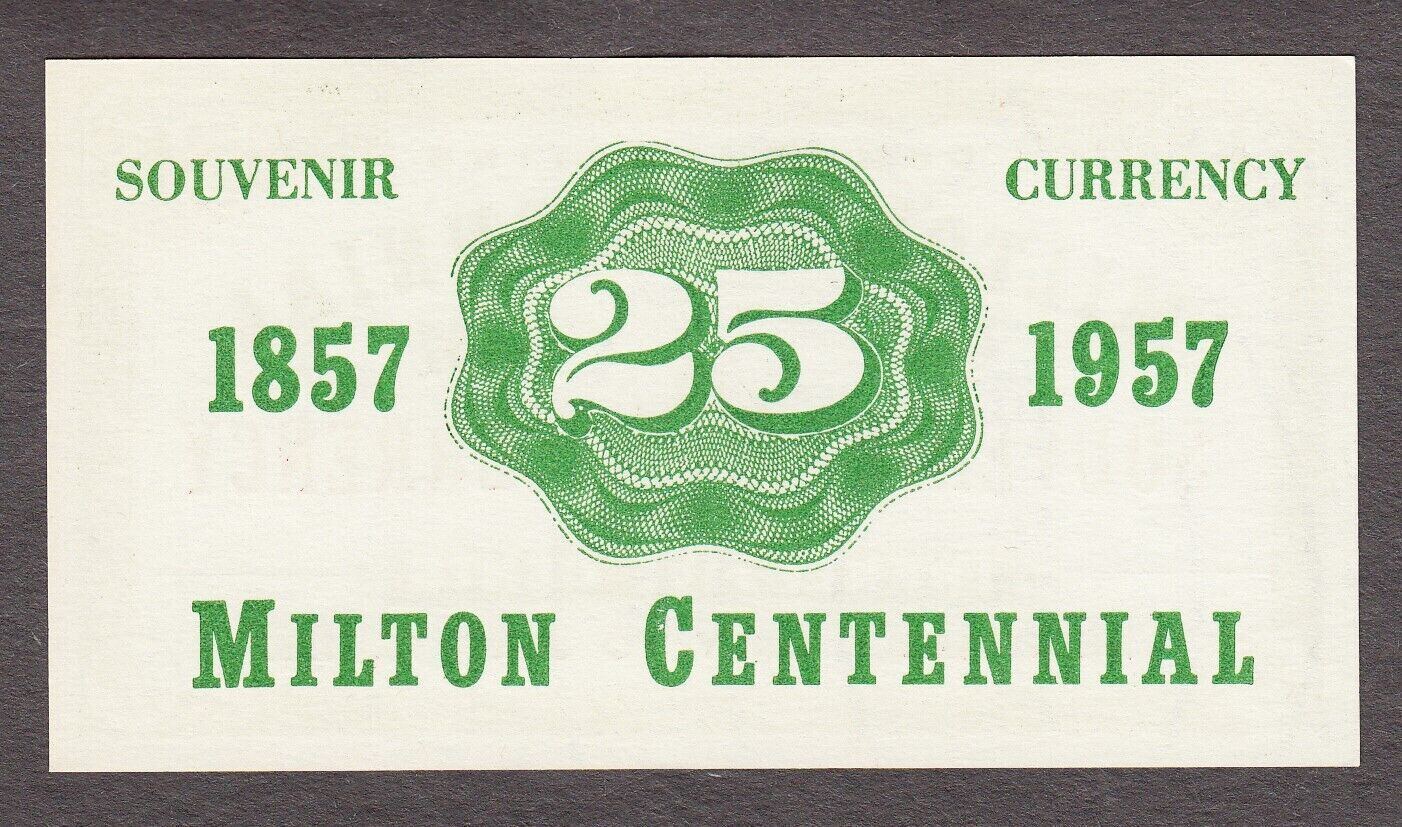 SOUVENIR CURRENCY
1857 25 1957
MILTON CENTENNIAL